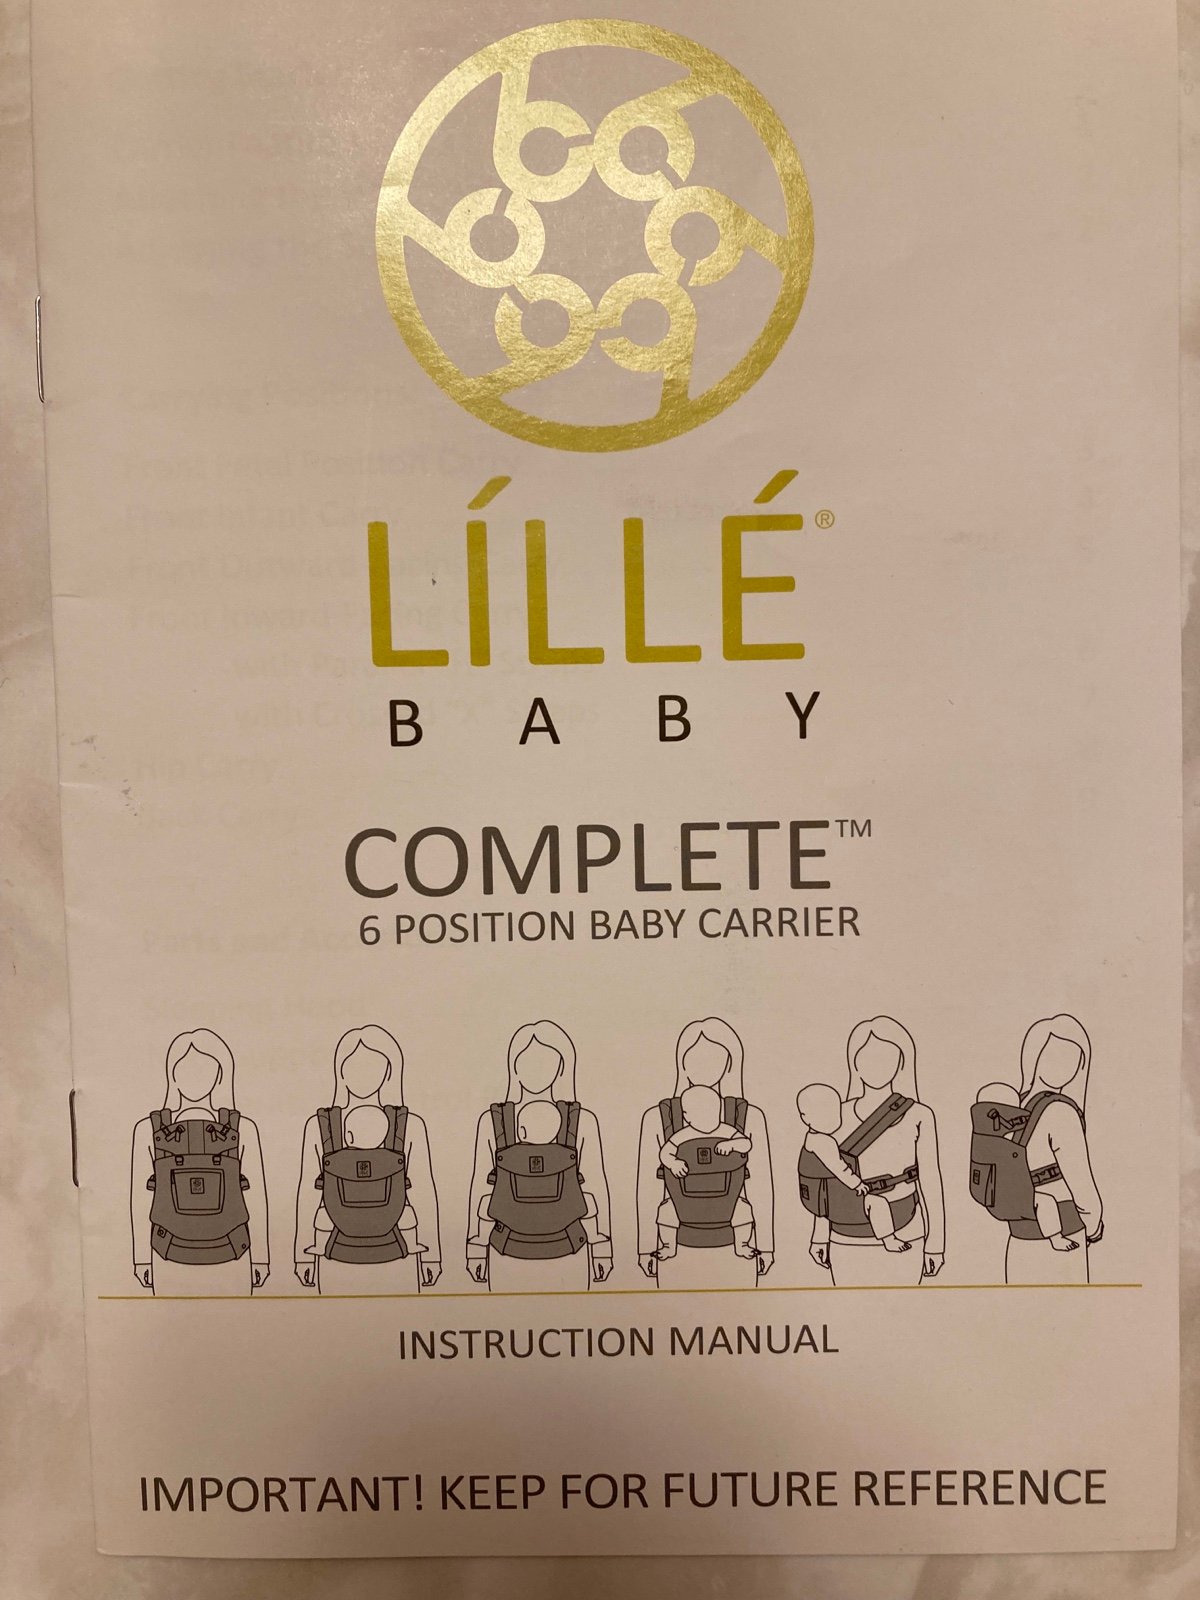 LÍLLÉ®
BABY
COMPLETE™
6 POSITION BABY CARRIER
INSTRUCTION MANUAL
IMPORTANT! KEEP FOR FUTURE REFERENCE